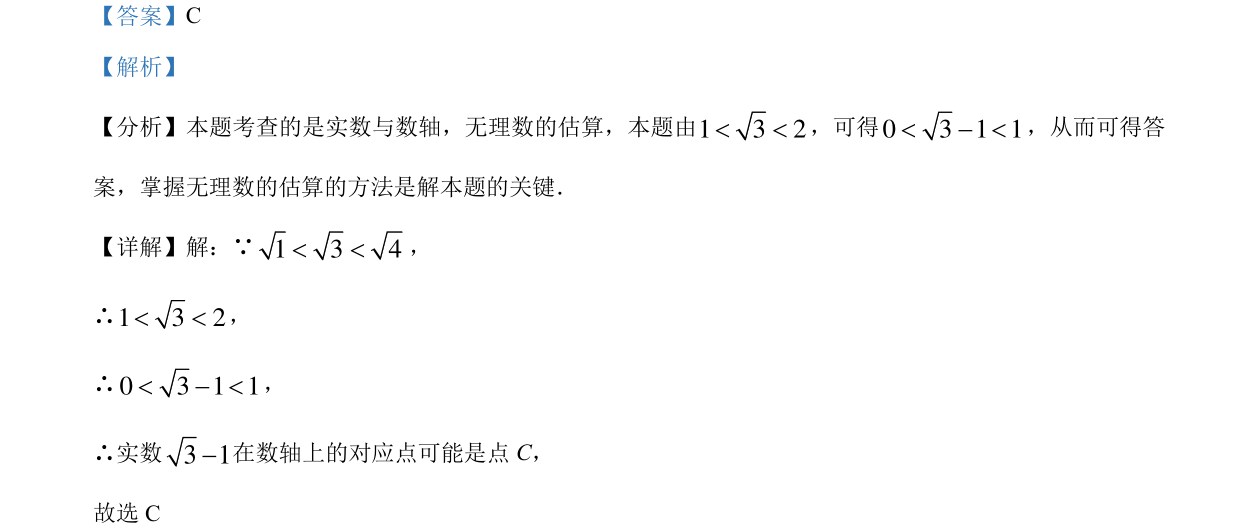 【答案】C
【解析】
【分析】本题考查的是实数与数轴，无理数的估算，本题由1<√3<2，可得0<√3−1<1，从而可得答
案，掌握无理数的估算的方法是解本题的关键．
【详解】解：∵√1<√3<√4，
∴1<√3<2，
∴0<√3−1<1，
∴实数√3−1在数轴上的对应点可能是点 C，
故选 C